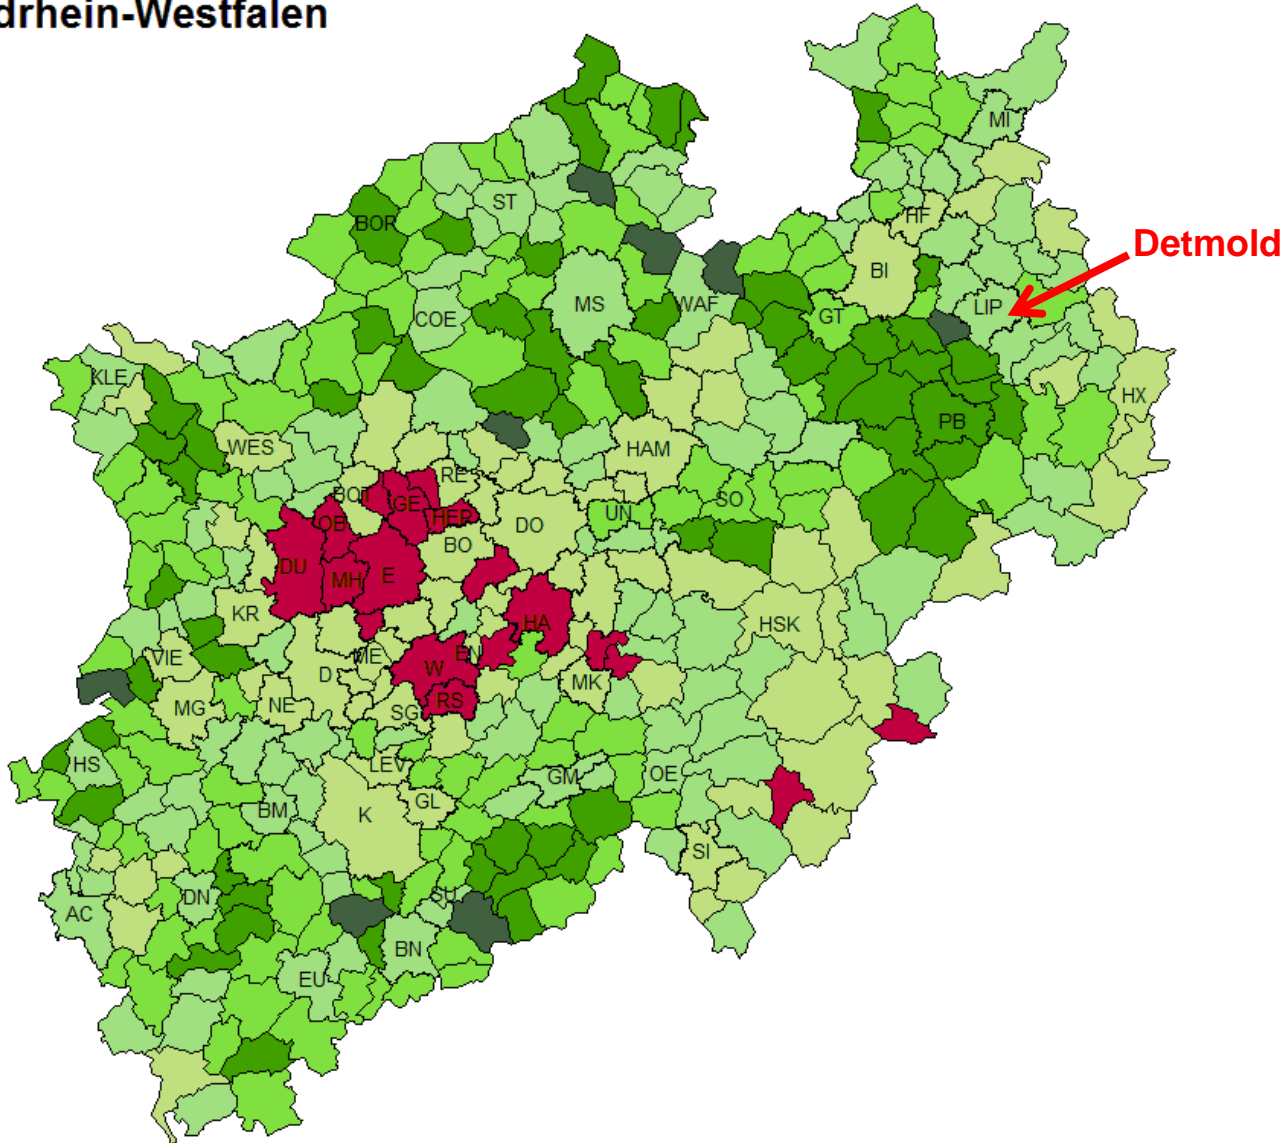 drhein-Westfalen
MI
ST
BOR
HF
Detmold
BI
MS
WAF
LIP
COE
GT
KLE
HX
PB
WES
HAM
RE
BOT
GE
SO
OB
HER
UN
DO
BO
DU
MH
E
KR
HA
HSK
VIE
ME
EN
W
D
MK
MG
NE
SG
RS
HS
LEV
GM
OE
BM
K
GL
SI
DN
SU
AC
BN
EU